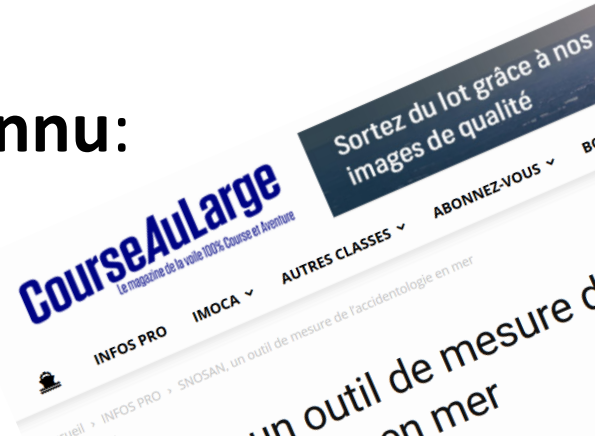 nnu:
Sortez du lot grâce à nos
images de qualité
CourseAuLarge
Le magazine de la voile 100% Course et Aventure
INFOS PRO
IMOCA
AUTRES CLASSES
ABONNEZ-VOUS
BO
ueil > INFOS PRO > SNOSAN, un outil de mesure de l'accidentologie en mer
un outil de mesure d
en mer